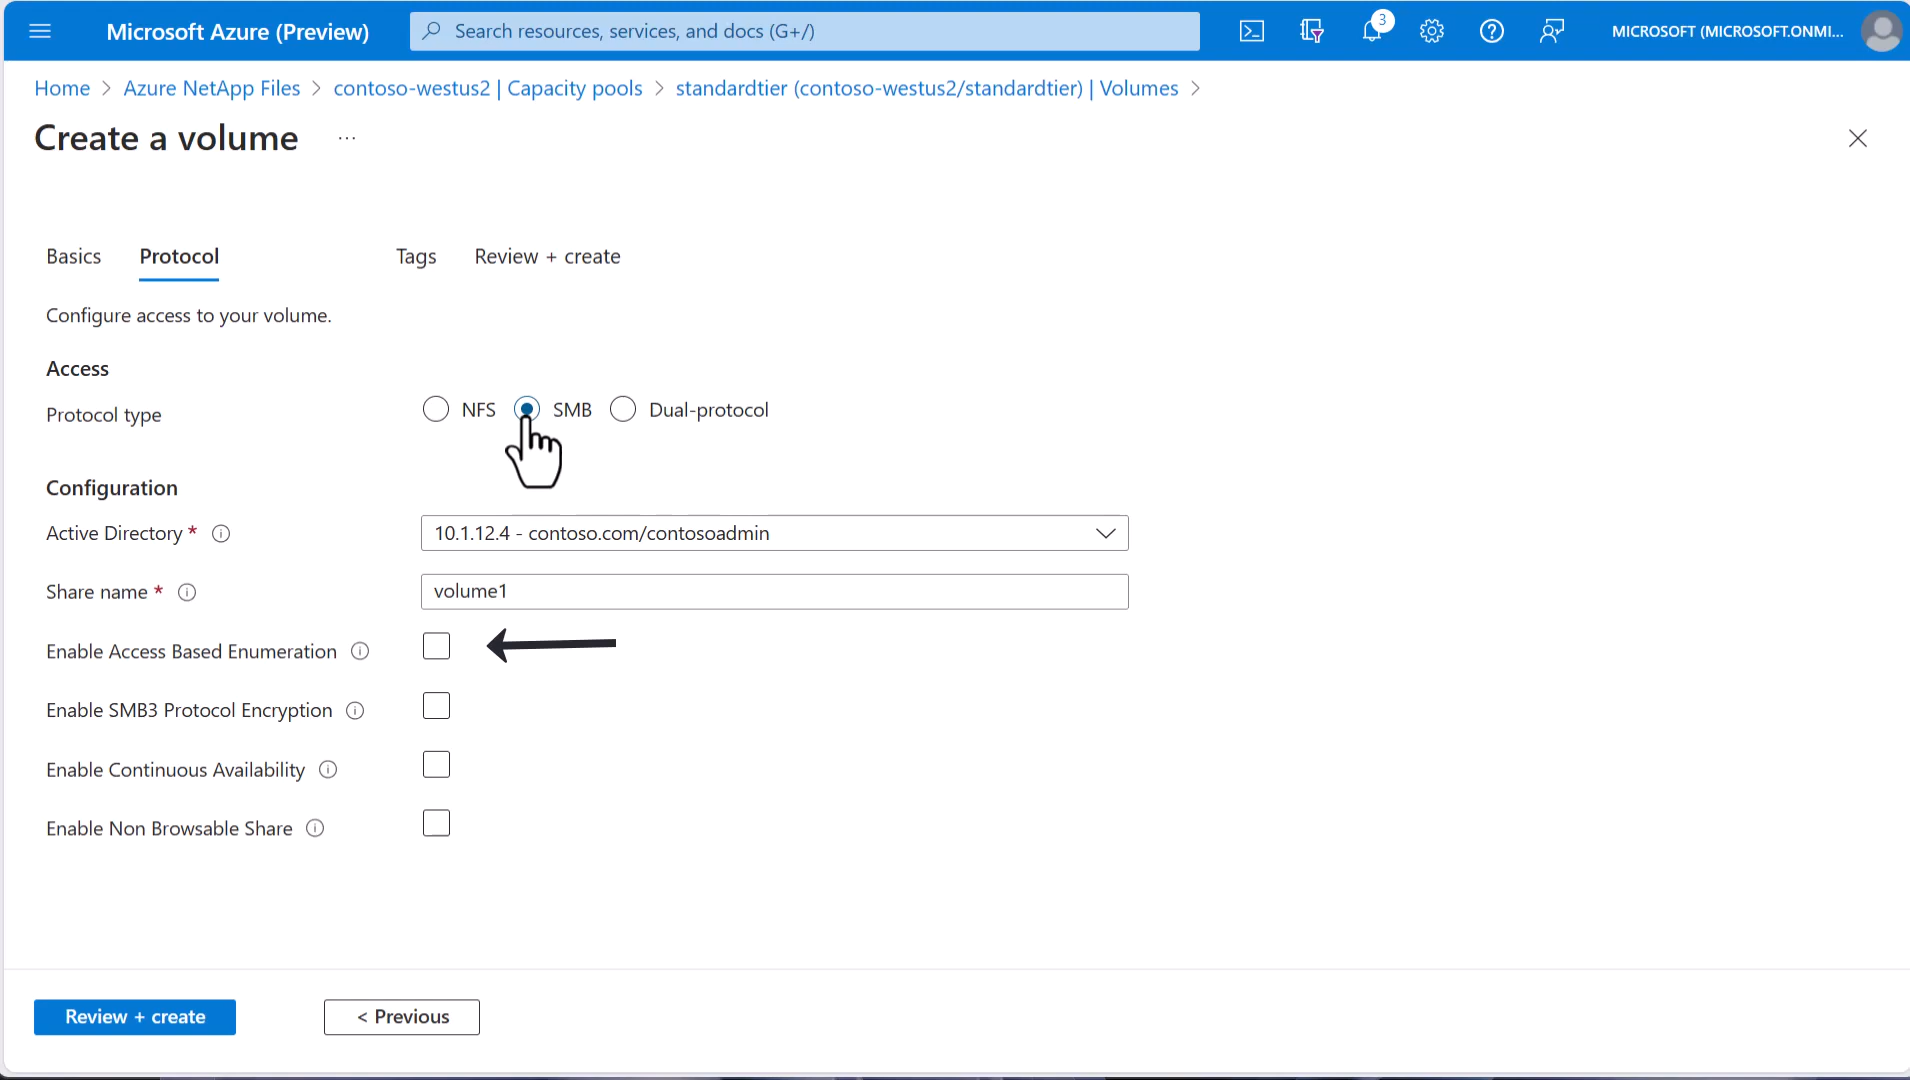 Microsoft Azure (Preview)
Search resources, services, and docs (G+/)
3
MICROSOFT (MICROSOFT.ONMI...
Home > Azure NetApp Files > contoso-westus2 | Capacity pools > standardtier (contoso-westus2/standardtier) | Volumes >
Create a volume ...
Basics Protocol Tags Review + create
Configure access to your volume.
Access
Protocol type NFS SMB Dual-protocol
Configuration
Active Directory * 10.1.12.4 - contoso.com/contosoadmin
Share name * volume1
Enable Access Based Enumeration
Enable SMB3 Protocol Encryption
Enable Continuous Availability
Enable Non Browsable Share
Review + create < Previous